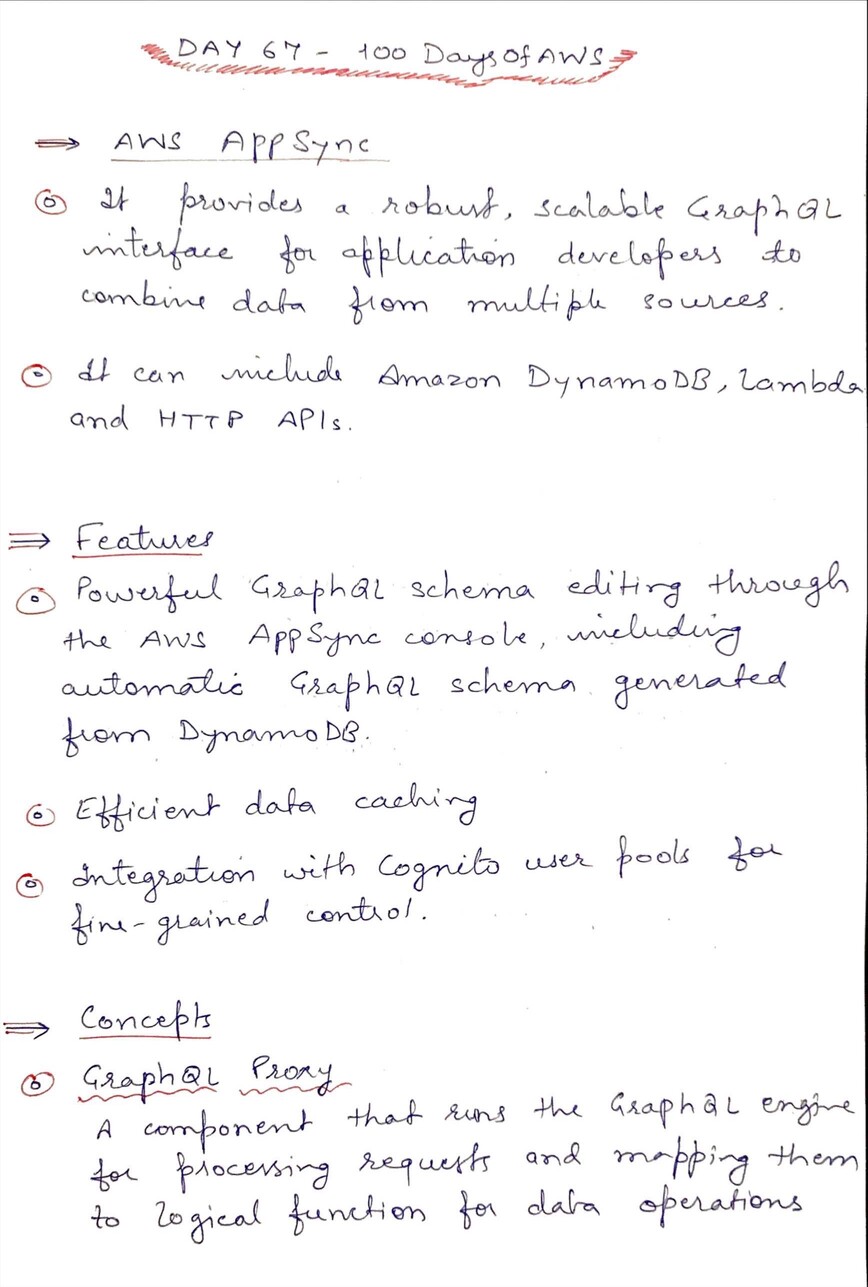 DAY 67 - 100 Days Of AWS
⇒ AWS AppSync
It provides a robust, scalable GraphQL
interface for application developers to
combine data from multiple sources.
It can include Amazon DynamoDB, Lambda
and HTTP APIs.
⇒ Features
Powerful GraphQL schema editing through
the AWS AppSync console, including
automatic GraphQL schema generated
from DynamoDB.
Efficient data caching
Integration with Cognito user pools for
fine-grained control.
⇒ Concepts
GraphQL Proxy
A component that runs the GraphQL engine
for processing requests and mapping them
to logical function for data operations